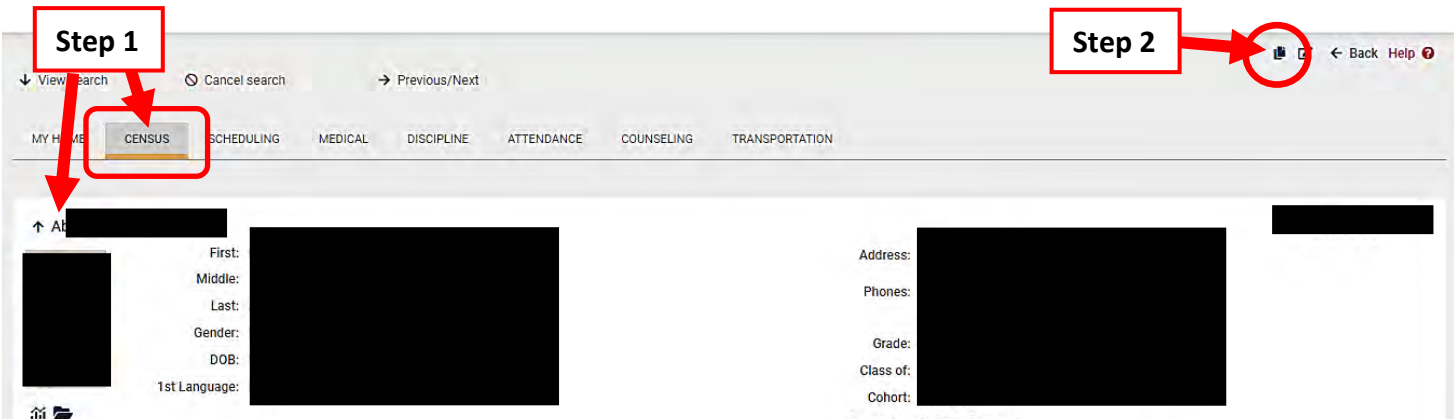 Step 1
Step 2
← Back Help
↓ View search Cancel search → Previous/Next
MY HOME CENSUS SCHEDULING MEDICAL DISCIPLINE ATTENDANCE COUNSELING TRANSPORTATION
First:
Middle:
Last:
Gender:
DOB:
1st Language:
Address:
Phones:
Grade:
Class of:
Cohort: